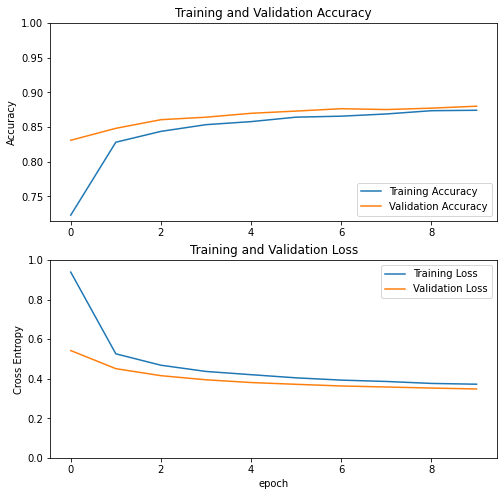 Training and Validation Accuracy
1.00
0.95
0.90
0.85
0.80
0.75
Accuracy
Training Accuracy
Validation Accuracy
0 2 4 6 8
Training and Validation Loss
1.0
0.8
0.6
0.4
0.2
0.0
Cross Entropy
Training Loss
Validation Loss
0 2 4 6 8
epoch